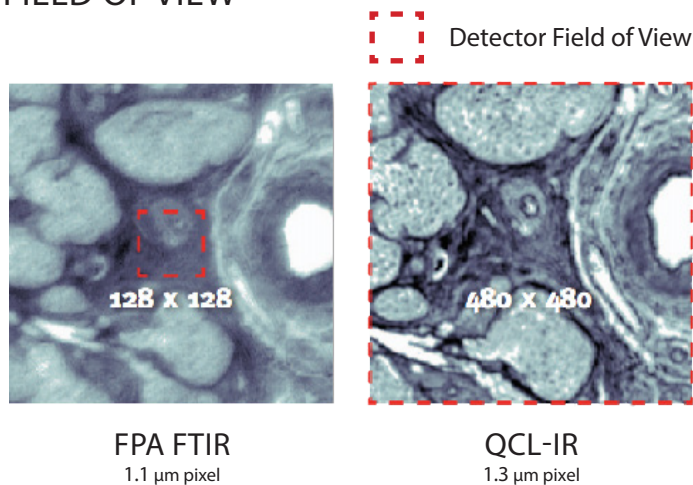 FIELD OF VIEW
Detector Field of View
128 x 128
480 x 480
FPA FTIR
QCL-IR
1.1 µm pixel
1.3 µm pixel